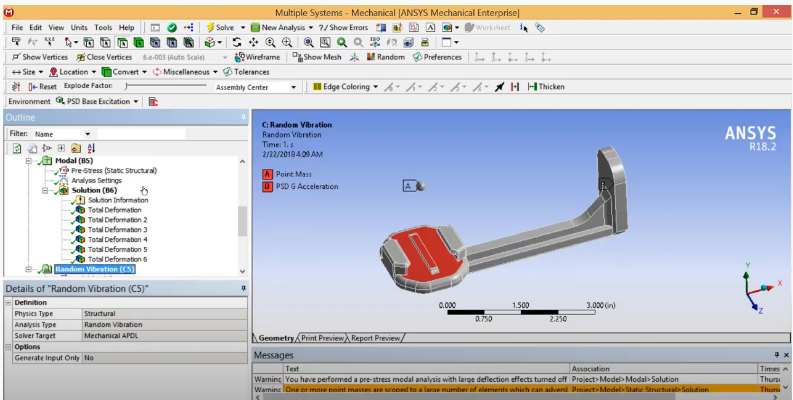 Multiple Systems - Mechanical [ANSYS Mechanical Enterprise]
File Edit View Units Tools Help Solve New Analysis ?/ Show Errors Worksheet
Show Vertices Close Vertices 6.e-003 (Auto Scale) Wireframe Show Mesh Random Preferences
Size Location Convert Miscellaneous Tolerances
Reset Explode Factor: Assembly Center Edge Coloring Thicken
Environment PSD Base Excitation
Outline
Filter: Name
Modal (B5)
Pre-Stress (Static Structural)
Analysis Settings
Solution (B6)
Solution Information
Total Deformation
Total Deformation 2
Total Deformation 3
Total Deformation 4
Total Deformation 5
Total Deformation 6
Random Vibration (C5)
Details of "Random Vibration (C5)"
Definition
Physics Type Structural
Analysis Type Random Vibration
Solver Target Mechanical APDL
Options
Generate Input Only No
C: Random Vibration
Random Vibration
Time: 1. s
2/22/2018 4:09 AM
A Point Mass
B PSD G Acceleration
ANSYS
R18.2
A
Y
X
Z
0.000 1.500 3.000 (in)
0.750 2.250
Geometry Print Preview Report Preview
Messages
Text Association Times
Warning You have performed a pre-stress modal analysis with large deflection effects turned off Project>Model>Modal>Solution Thurs
Warning One or more point masses are scoped to a large number of elements which can adversl Project>Model>Static Structural>Solution Thurs